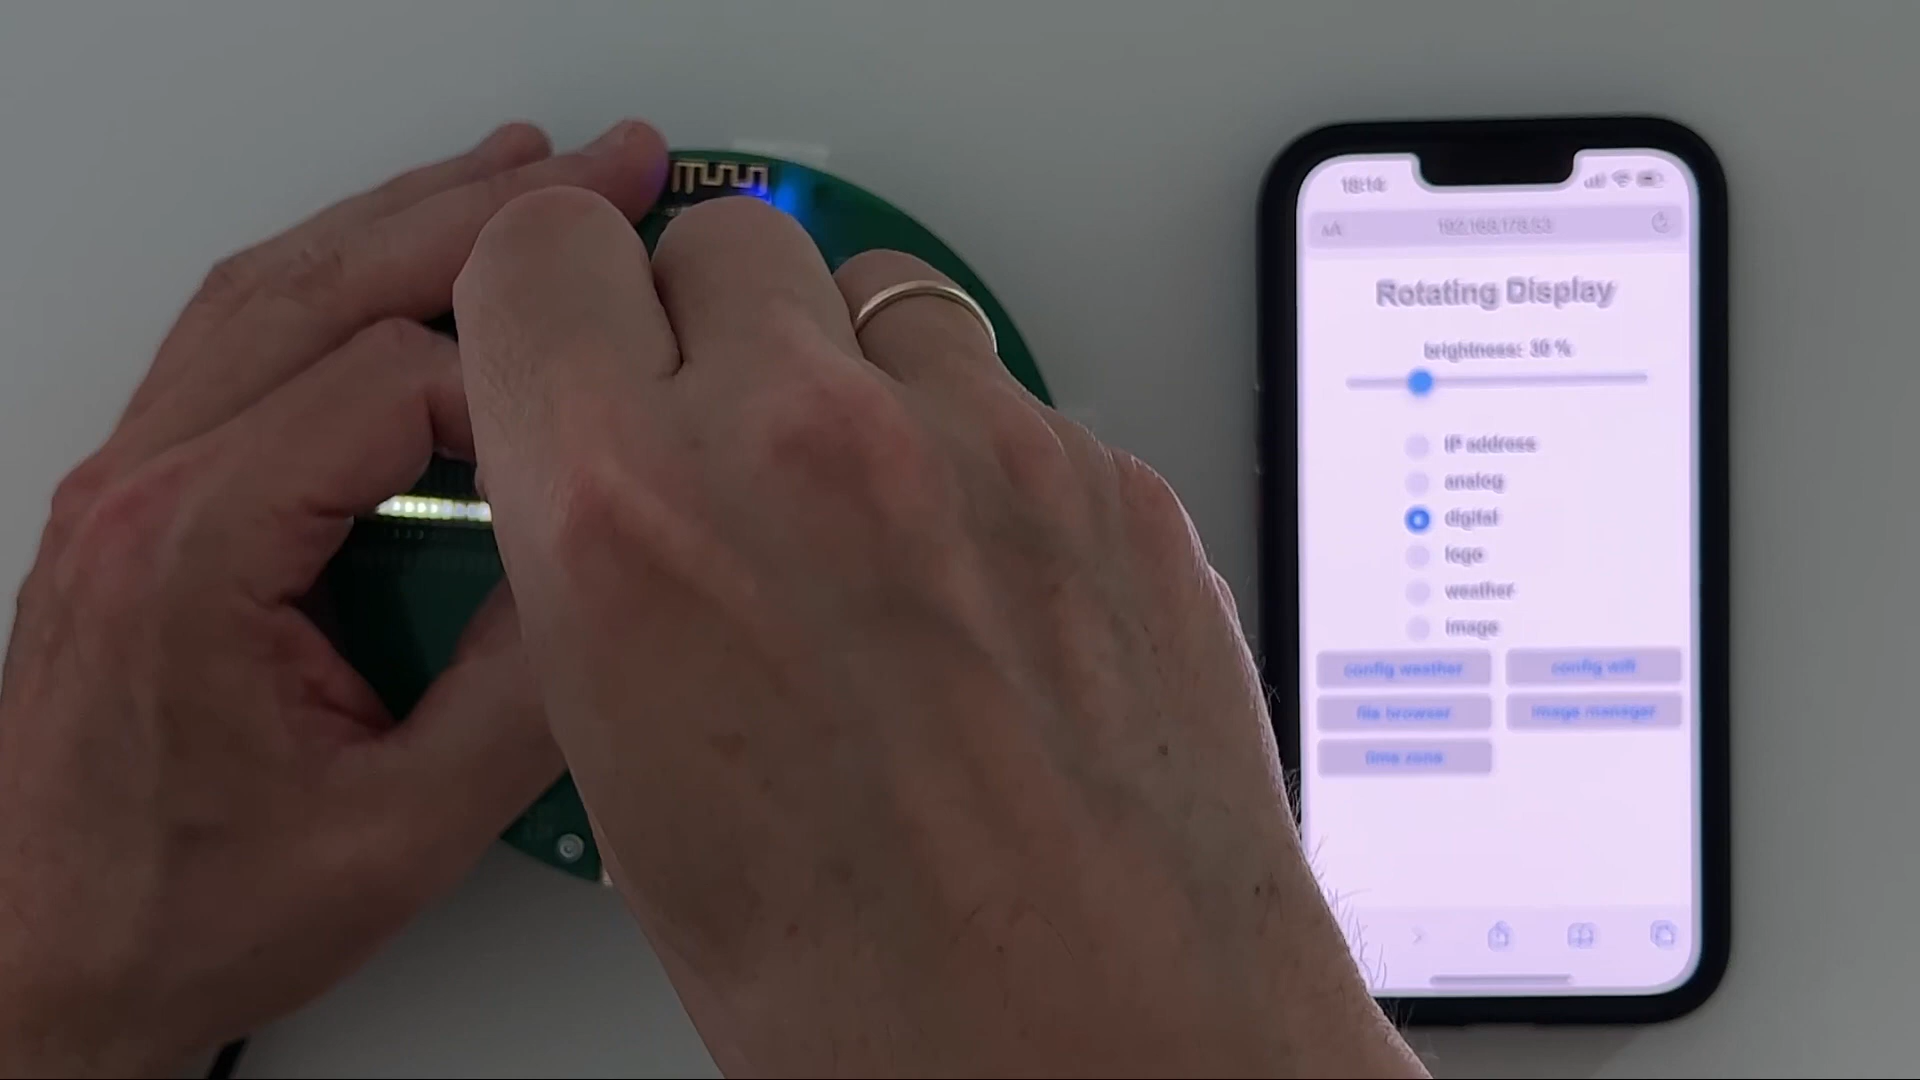 18:14
AA 192.168.178.53
Rotating Display
brightness: 30 %
IP address
analog
digital
logo
weather
image
config weather config wifi
file browser image manager
time zone